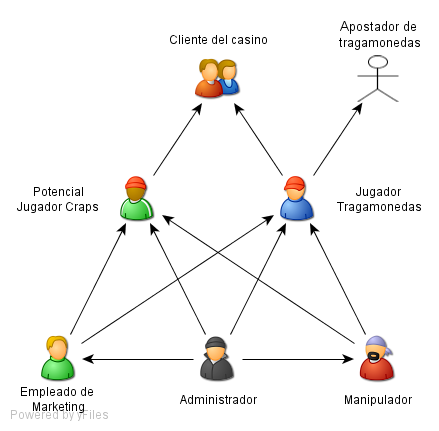 Cliente del casino
Apostador de
tragamonedas
Potencial
Jugador Craps
Jugador
Tragamonedas
Empleado de
Marketing
Administrador
Manipulador
Powered by yFiles